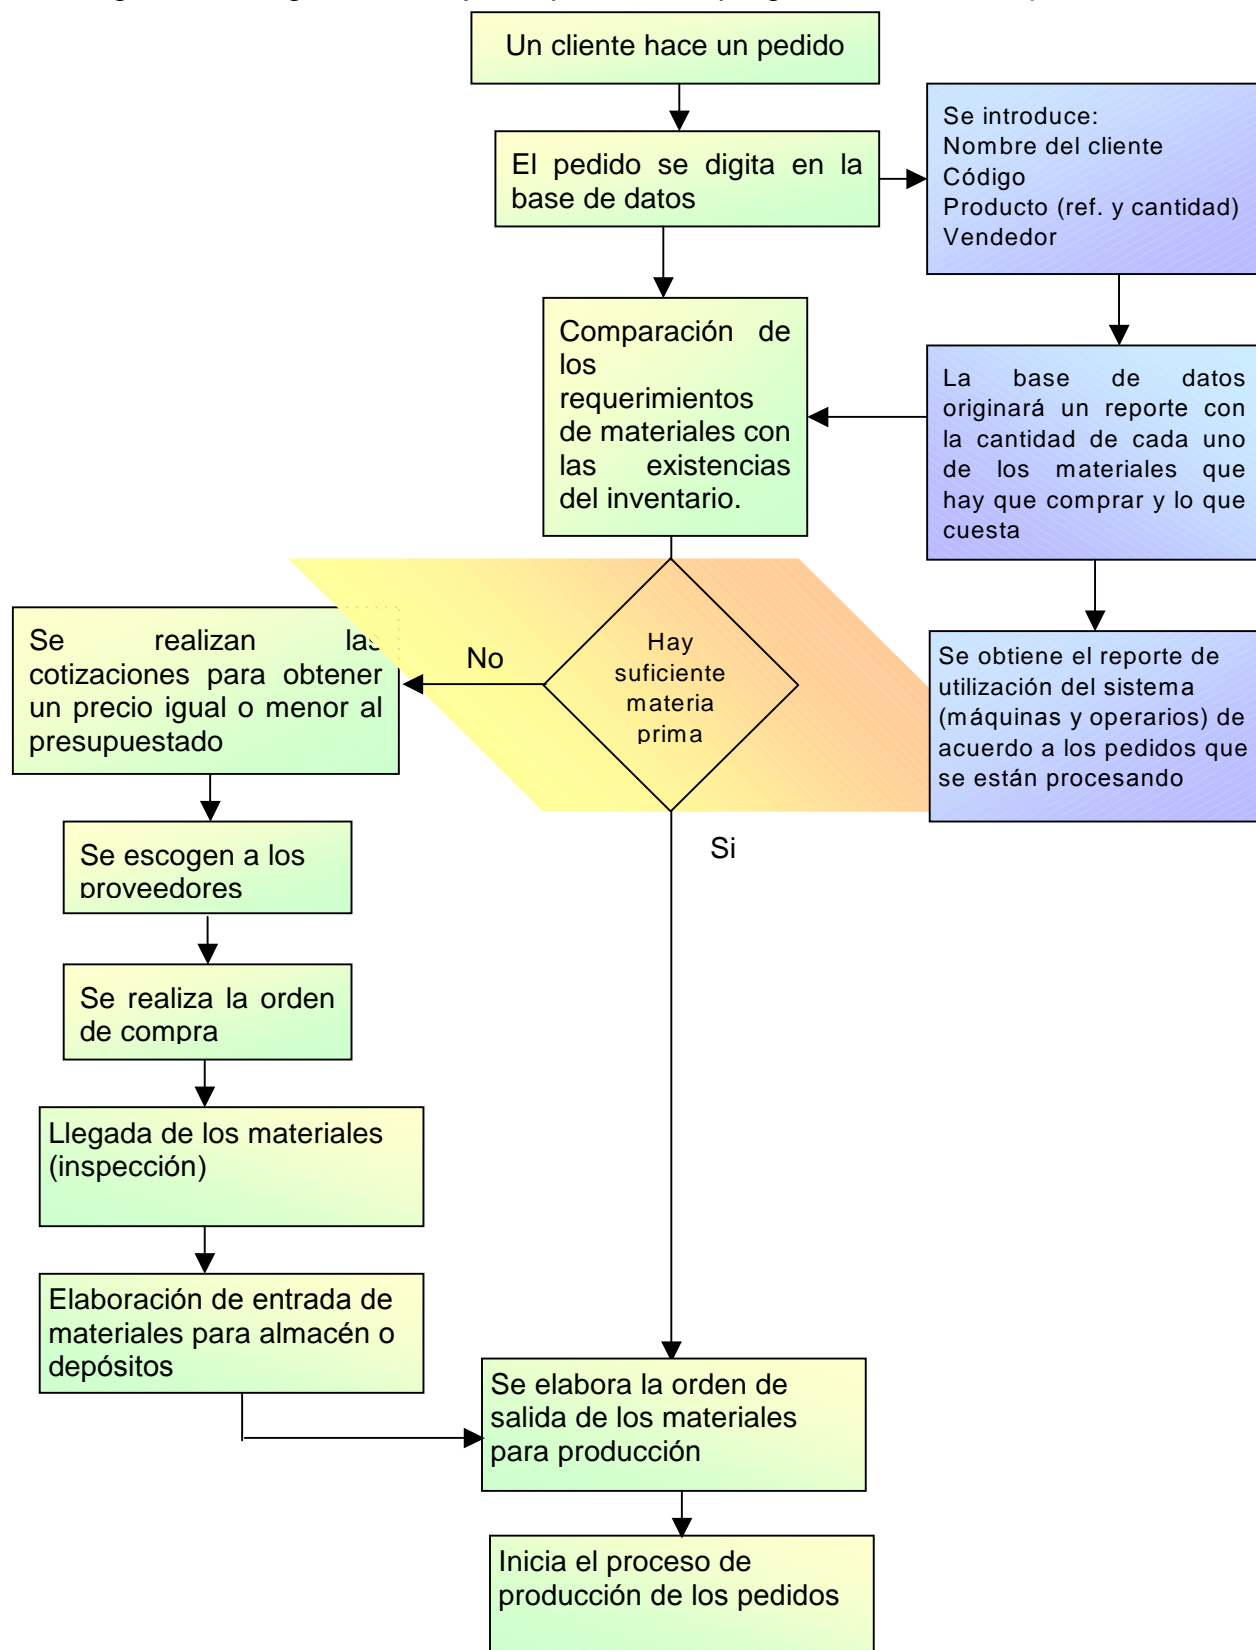 Un cliente hace un pedido
El pedido se digita en la
base de datos
Se introduce:
Nombre del cliente
Código
Producto (ref. y cantidad)
Vendedor
Comparación de
los
requerimientos
de materiales con
las existencias
del inventario.
La base de datos
originará un reporte con
la cantidad de cada uno
de los materiales que
hay que comprar y lo que
cuesta
Hay
suficiente
materia
prima
No
Si
Se realizan las
cotizaciones para obtener
un precio igual o menor al
presupuestado
Se obtiene el reporte de
utilización del sistema
(máquinas y operarios) de
acuerdo a los pedidos que
se están procesando
Se escogen a los
proveedores
Se realiza la orden
de compra
Llegada de los materiales
(inspección)
Elaboración de entrada de
materiales para almacén o
depósitos
Se elabora la orden de
salida de los materiales
para producción
Inicia el proceso de
producción de los pedidos